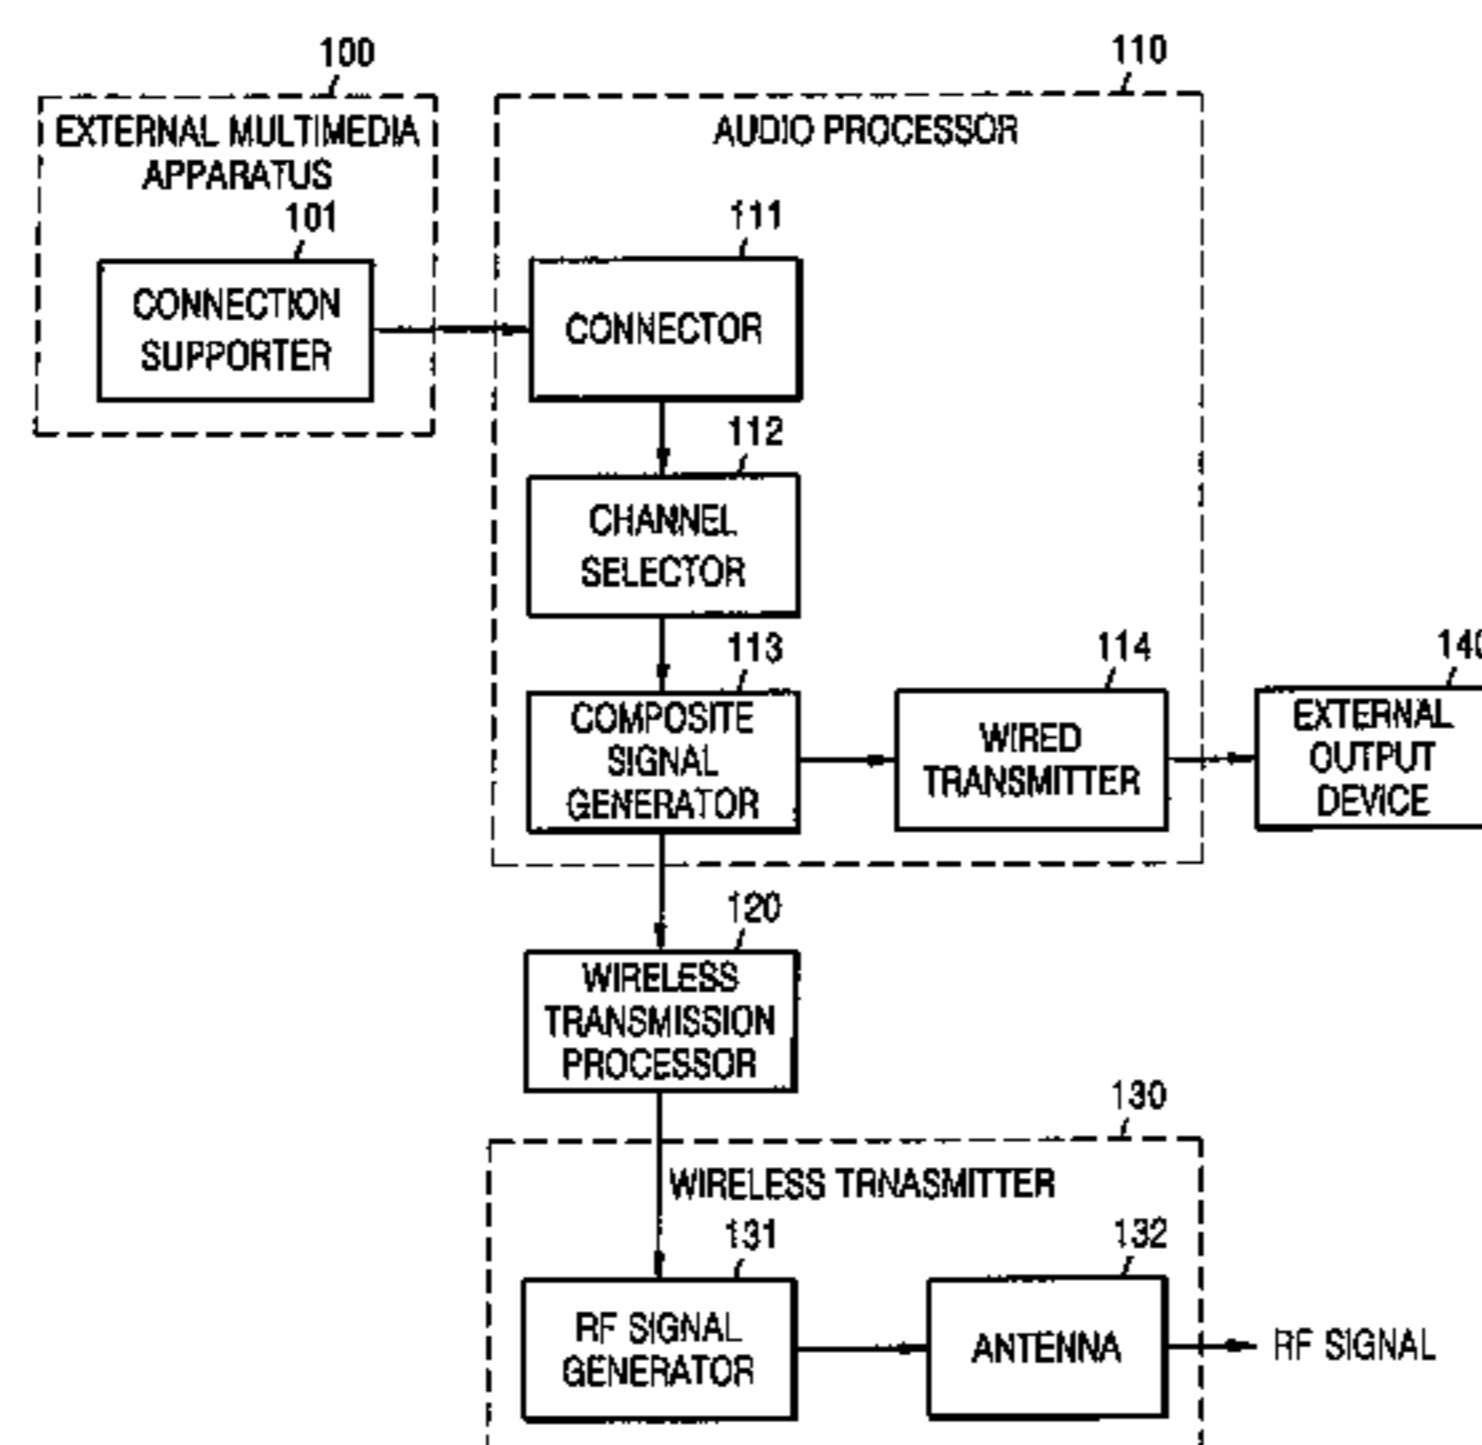 100
EXTERNAL MULTIMEDIA
APPARATUS
101
CONNECTION
SUPPORTER
110
AUDIO PROCESSOR
111
CONNECTOR
112
CHANNEL
SELECTOR
113
COMPOSITE
SIGNAL
GENERATOR
114
WIRED
TRANSMITTER
140
EXTERNAL
OUTPUT
DEVICE
120
WIRELESS
TRANSMISSION
PROCESSOR
130
WIRELESS TRNASMITTER
131
RF SIGNAL
GENERATOR
132
ANTENNA
RF SIGNAL